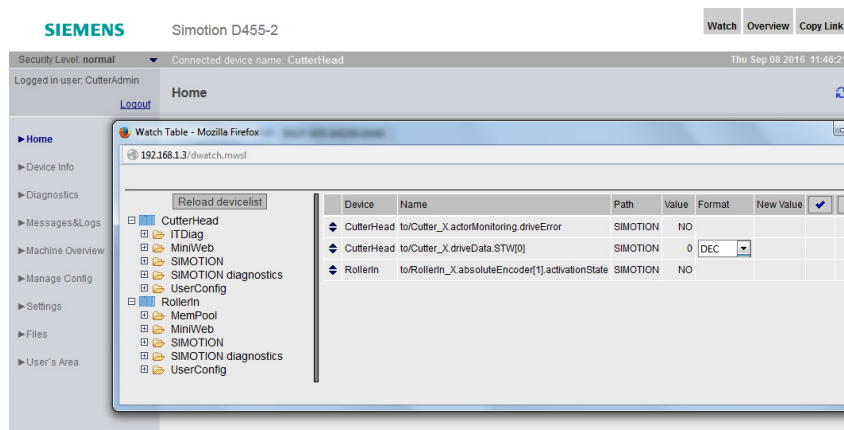 SIEMENS
Simotion D455-2
Watch Overview Copy Link
Security Level: normal
Connected device name: CutterHead
Thu Sep 08 2016 11:46:21
Logged in user: CutterAdmin
Logout
Home
Home
Device Info
Diagnostics
Messages&Logs
Machine Overview
Manage Config
Settings
Files
User's Area
Watch Table - Mozilla Firefox
192.168.1.3/dwatch.mwsl
Reload devicelist
CutterHead
ITDiag
MiniWeb
SIMOTION
SIMOTION diagnostics
UserConfig
RollerIn
MemPool
MiniWeb
SIMOTION
SIMOTION diagnostics
UserConfig
Device Name Path Value Format New Value
CutterHead to/Cutter_X.actorMonitoring.driveError SIMOTION NO
CutterHead to/Cutter_X.driveData.STW[0] SIMOTION 0 DEC
RollerIn to/RollerIn_X.absoluteEncoder[1].activationState SIMOTION NO